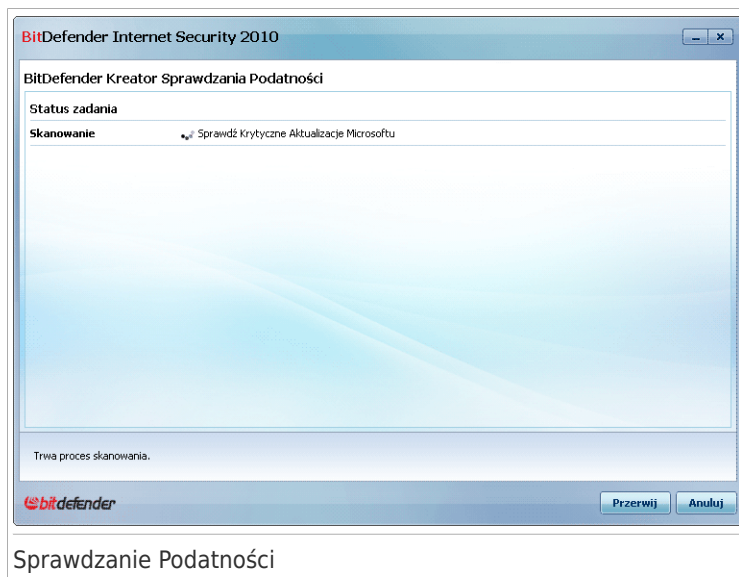 BitDefender Internet Security 2010
BitDefender Kreator Sprawdzania Podatności
Status zadania
Skanowanie Sprawdź Krytyczne Aktualizacje Microsoftu
Trwa proces skanowania.
bitdefender
Przerwij Anuluj
Sprawdzanie Podatności